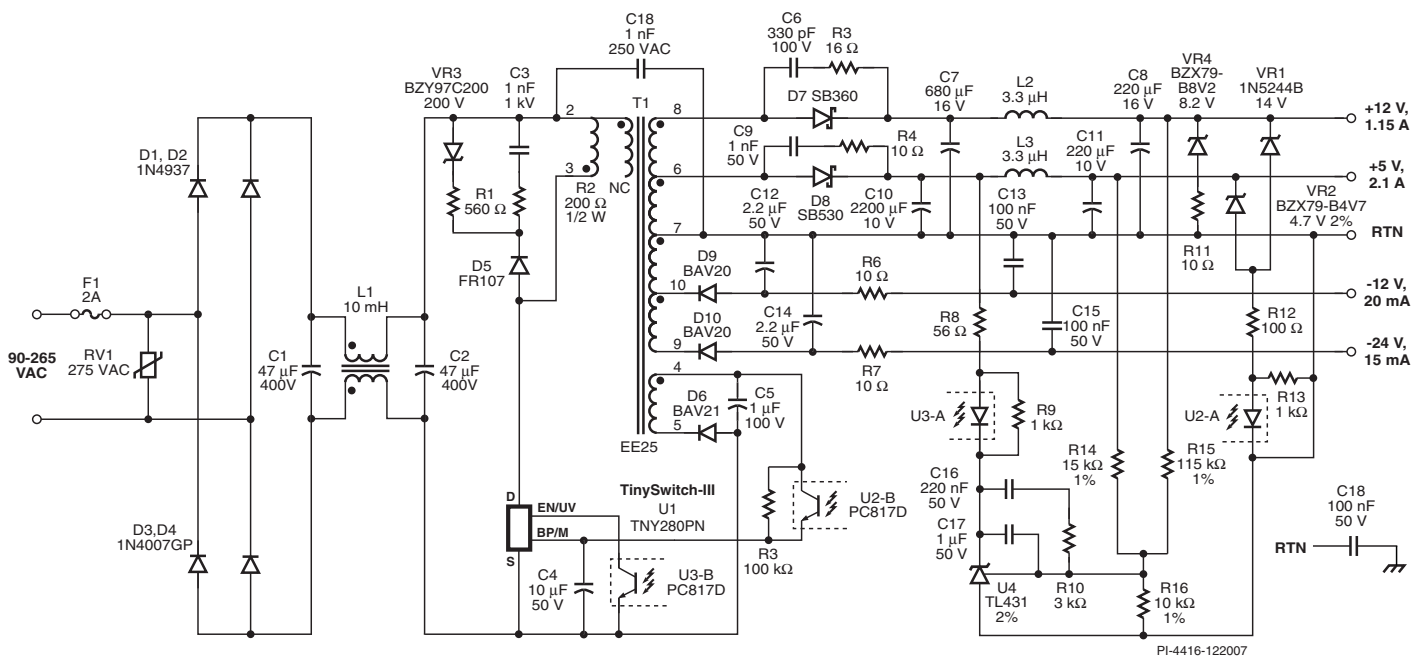 C18
1 nF
250 VAC
C6
330 pF
100 V
R3
16 Ω
VR3
BZY97C200
200 V
C3
1 nF
1 kV
D7 SB360
C7
680 µF
16 V
L2
3.3 µH
C8
220 µF
16 V
VR4
BZX79-
B8V2
8.2 V
VR1
1N5244B
14 V
+12 V,
1.15 A
T1
2
8
D1, D2
1N4937
C9
1 nF
50 V
R4
10 Ω
L3
3.3 µH
C11
220 µF
10 V
3
NC
6
+5 V,
2.1 A
R1
560 Ω
R2
200 Ω
1/2 W
C12
2.2 µF
50 V
D8
SB530
C10
2200 µF
10 V
C13
100 nF
50 V
VR2
BZX79-B4V7
4.7 V 2%
7
RTN
D5
FR107
D9
BAV20
R6
10 Ω
R11
10 Ω
10
-12 V,
20 mA
F1
2A
L1
10 mH
D10
BAV20
C14
2.2 µF
50 V
R8
56 Ω
C15
100 nF
50 V
R12
100 Ω
90-265
VAC
RV1
275 VAC
C1
47 µF
400V
C2
47 µF
400V
9
R7
10 Ω
-24 V,
15 mA
4
D6
BAV21
C5
1 µF
100 V
U3-A
R9
1 kΩ
U2-A
R13
1 kΩ
5
EE25
R14
15 kΩ
1%
R15
115 kΩ
1%
TinySwitch-III
U1
TNY280PN
D
EN/UV
BP/M
S
U2-B
PC817D
C16
220 nF
50 V
C17
1 µF
50 V
C18
100 nF
50 V
RTN
D3,D4
1N4007GP
R3
100 kΩ
C4
10 µF
50 V
U3-B
PC817D
U4
TL431
2%
R10
3 kΩ
R16
10 kΩ
1%
PI-4416-122007